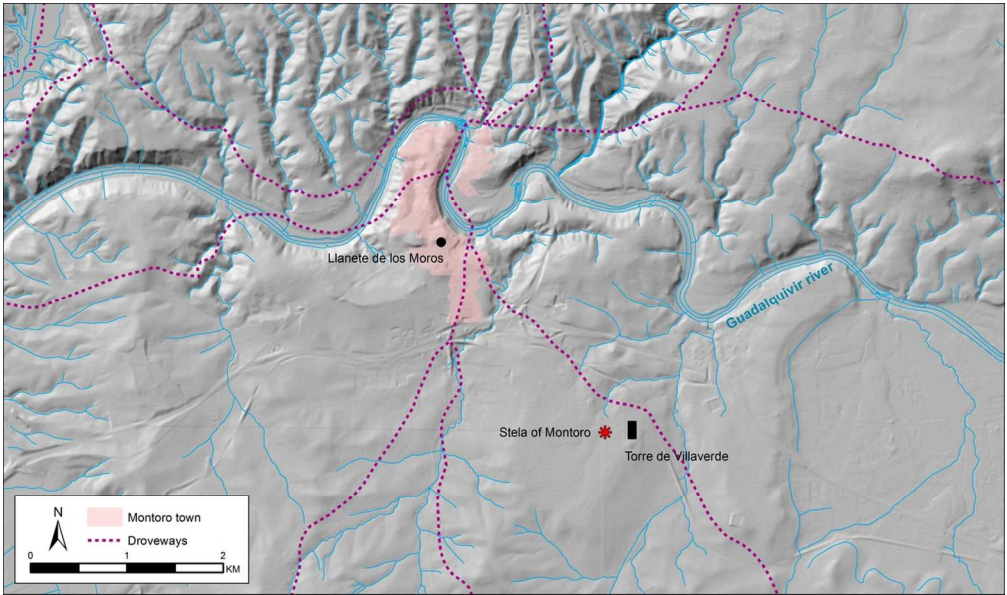 Llanete de los Moros
Guadalquivir river
Stela of Montoro
Torre de Villaverde
N
Montoro town
Droveways
0 1 2
KM